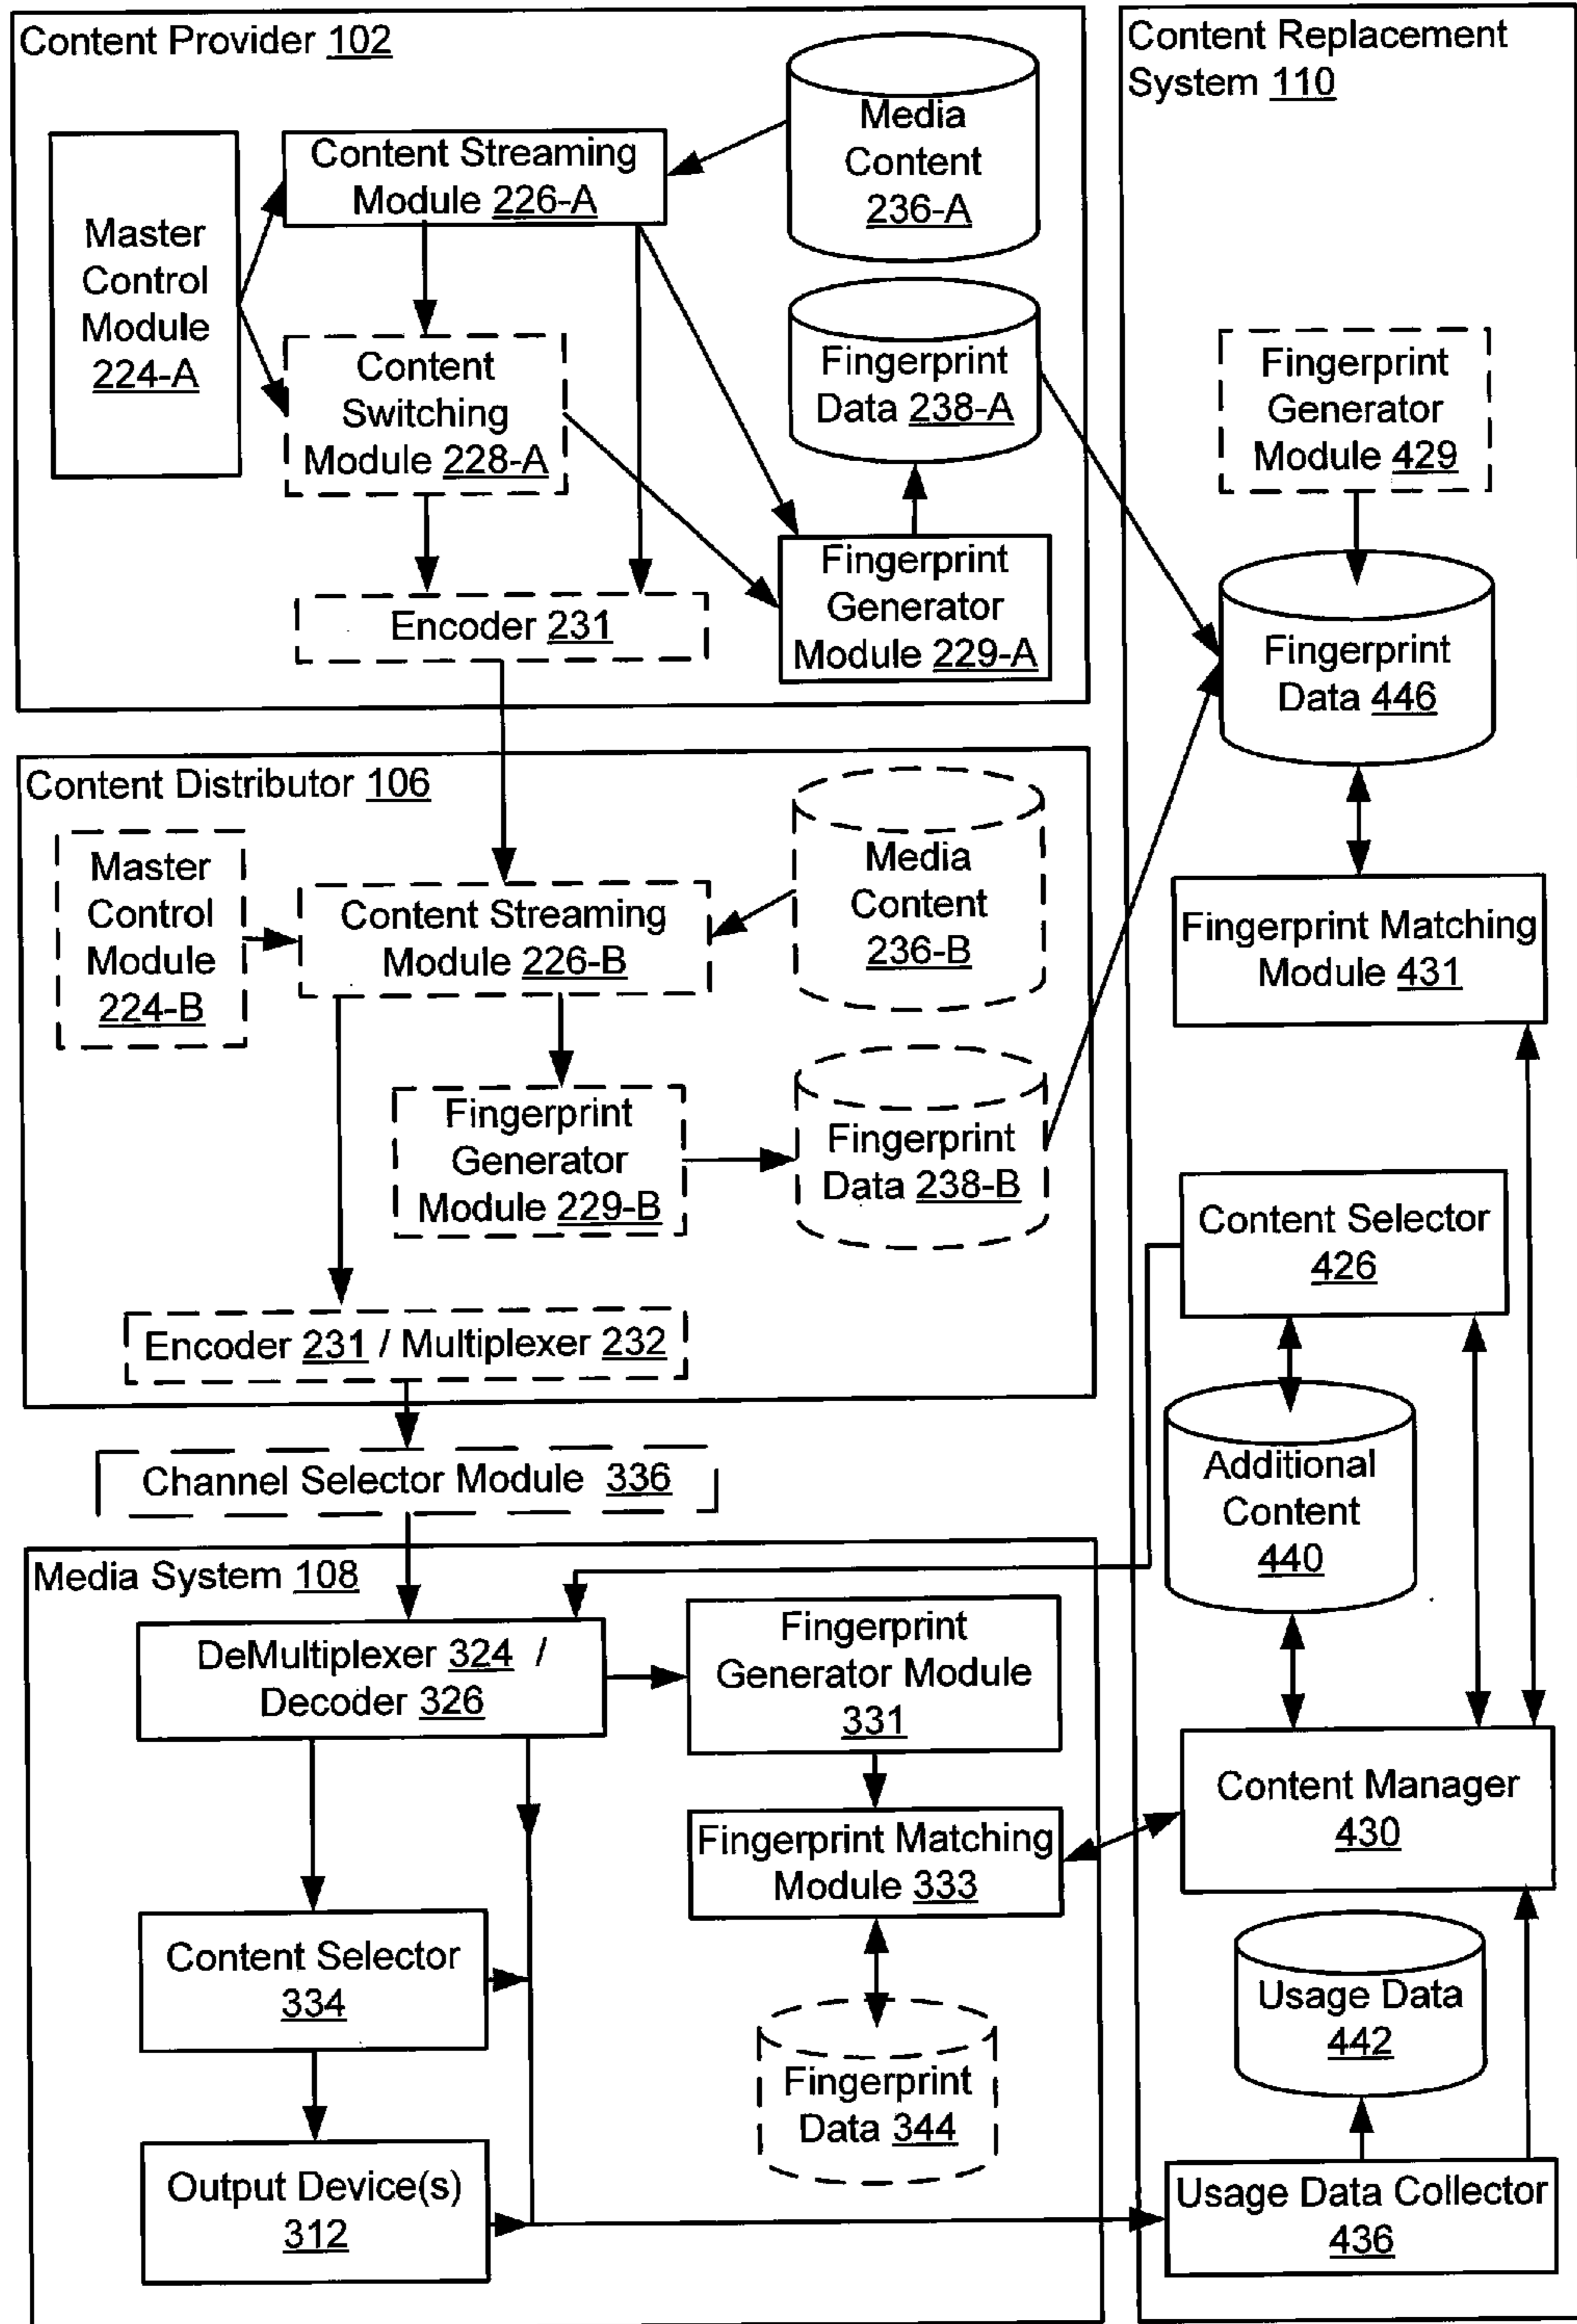 Content Provider 102
Master
Control
Module
224-A
Content Streaming
Module 226-A
Media
Content
236-A
Content
Switching
Module 228-A
Fingerprint
Data 238-A
Encoder 231
Fingerprint
Generator
Module 229-A
Content Distributor 106
Master
Control
Module
224-B
Content Streaming
Module 226-B
Media
Content
236-B
Fingerprint
Generator
Module 229-B
Fingerprint
Data 238-B
Encoder 231 / Multiplexer 232
Channel Selector Module 336
Media System 108
DeMultiplexer 324 /
Decoder 326
Fingerprint
Generator Module
331
Fingerprint Matching
Module 333
Content Selector
334
Fingerprint
Data 344
Output Device(s)
312
Content Replacement
System 110
Fingerprint
Generator
Module 429
Fingerprint
Data 446
Fingerprint Matching
Module 431
Content Selector
426
Additional
Content
440
Content Manager
430
Usage Data
442
Usage Data Collector
436